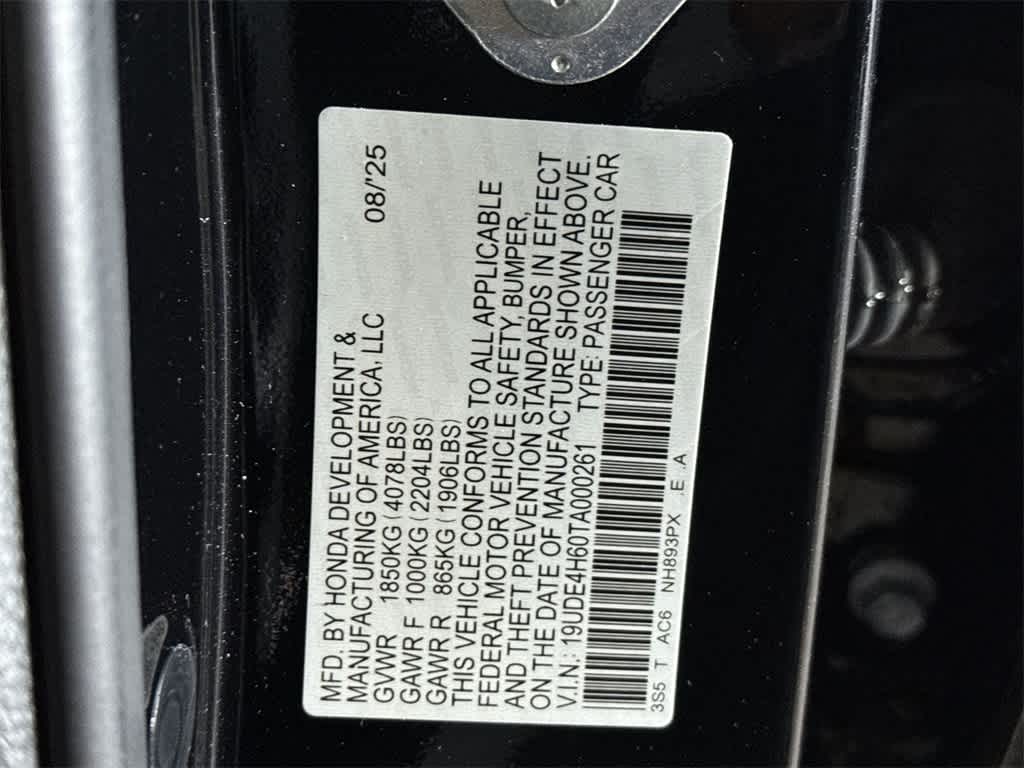 MFD. BY HONDA DEVELOPMENT &
MANUFACTURING OF AMERICA, LLC 08/'25
GVWR 1850KG (4078LBS)
GAWR F 1000KG (2204LBS)
GAWR R 865KG (1906LBS)
THIS VEHICLE CONFORMS TO ALL APPLICABLE
FEDERAL MOTOR VEHICLE SAFETY, BUMPER,
AND THEFT PREVENTION STANDARDS IN EFFECT
ON THE DATE OF MANUFACTURE SHOWN ABOVE.
V.I.N.: 19UDE4H60TA000261 TYPE: PASSENGER CAR
3S5 T AC6 NH893PX E A